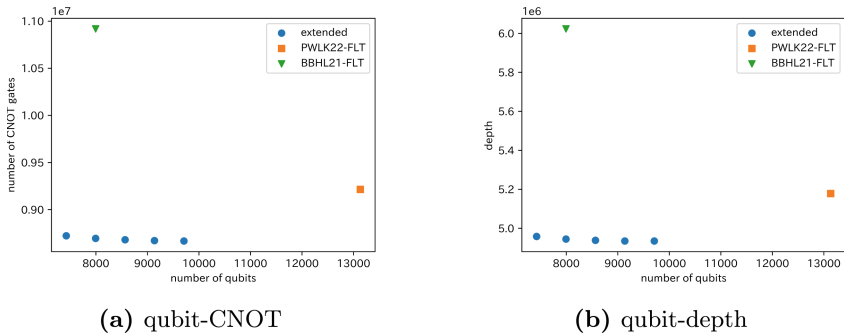 1e7
1.10
1.05
1.00
0.95
0.90
number of CNOT gates
8000 9000 10000 11000 12000 13000
number of qubits
extended
PWLK22-FLT
BBHL21-FLT
(a) qubit-CNOT
1e6
6.0
5.8
5.6
5.4
5.2
5.0
depth
8000 9000 10000 11000 12000 13000
number of qubits
extended
PWLK22-FLT
BBHL21-FLT
(b) qubit-depth